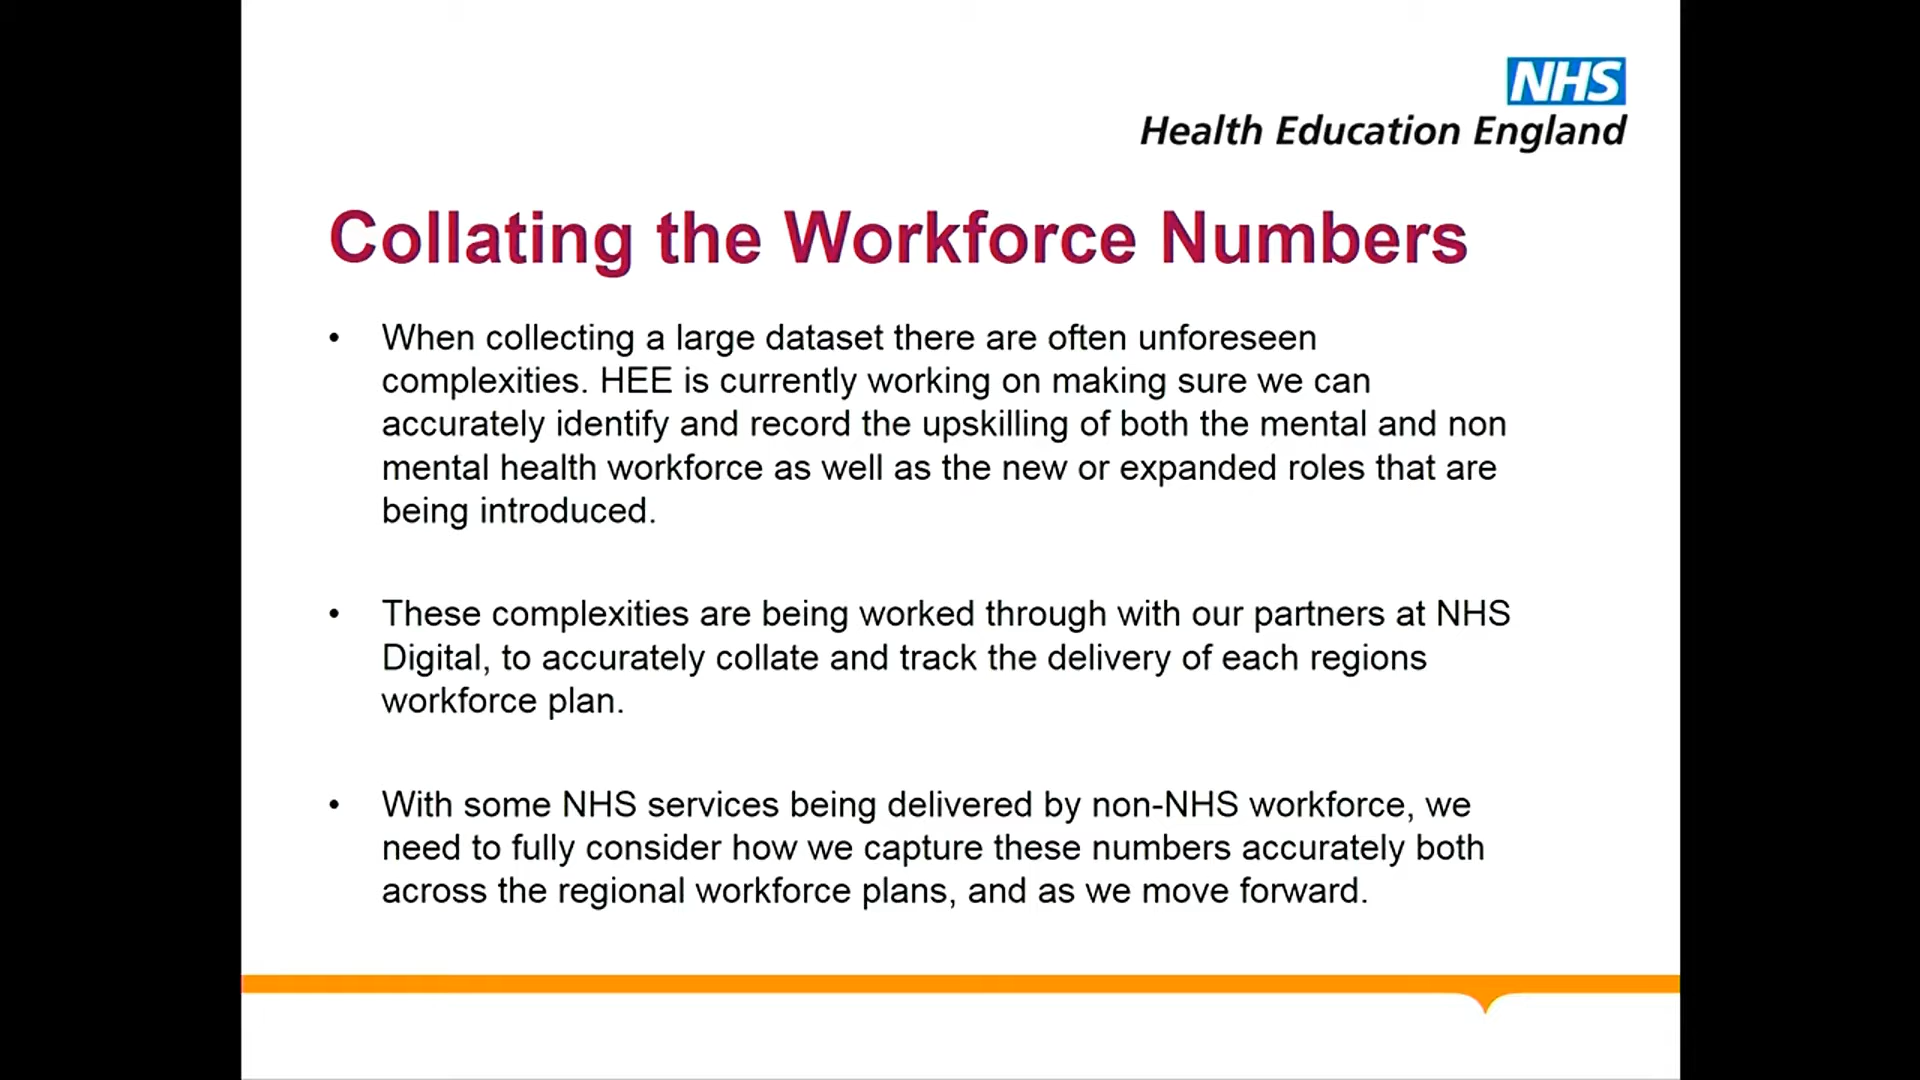 NHS
Health Education England
Collating the Workforce Numbers
• When collecting a large dataset there are often unforeseen
complexities. HEE is currently working on making sure we can
accurately identify and record the upskilling of both the mental and non
mental health workforce as well as the new or expanded roles that are
being introduced.
• These complexities are being worked through with our partners at NHS
Digital, to accurately collate and track the delivery of each regions
workforce plan.
• With some NHS services being delivered by non-NHS workforce, we
need to fully consider how we capture these numbers accurately both
across the regional workforce plans, and as we move forward.